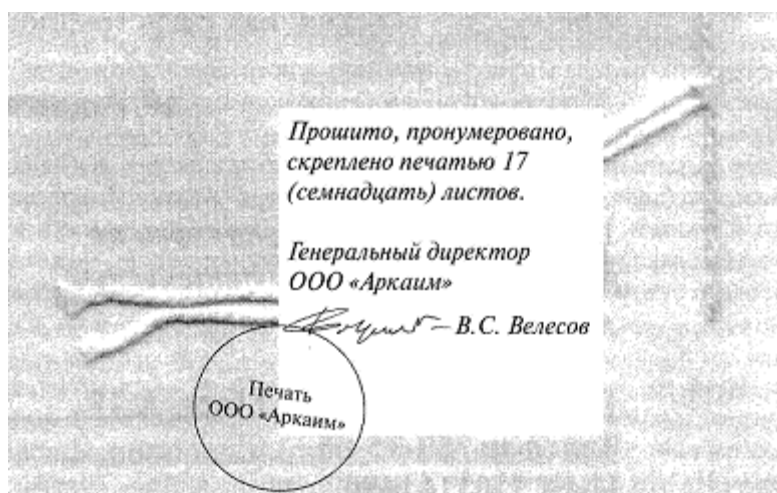 Прошито, пронумеровано,
скреплено печатью 17
(семнадцать) листов.
Генеральный директор
ООО «Аркаим»
В.С. Велесов
Печать
ООО «Аркаим»